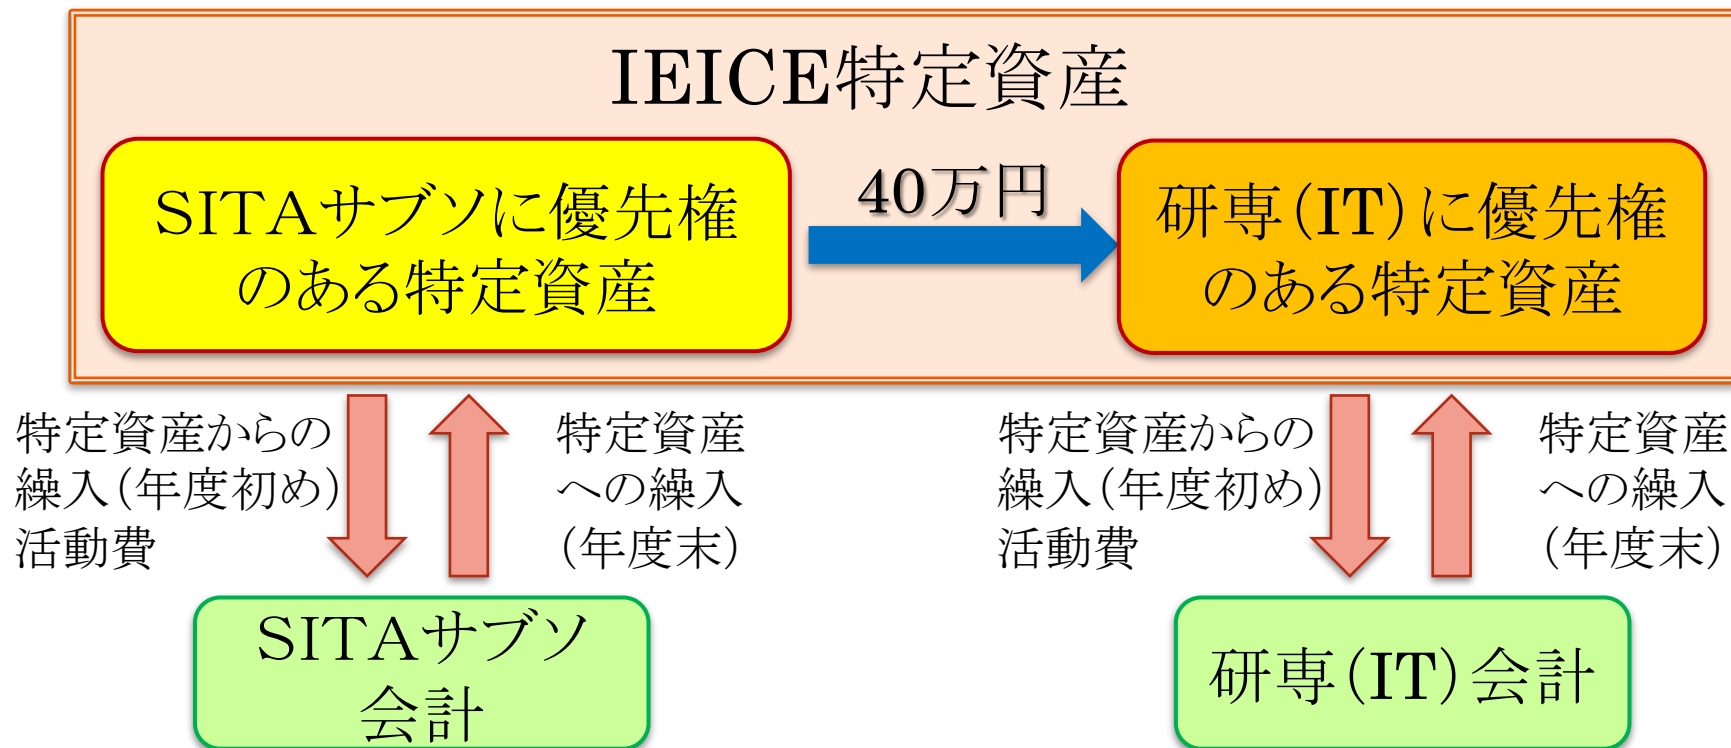 IEICE特定資産
SITAサブソに優先権
のある特定資産
40万円
研専(IT)に優先権
のある特定資産
特定資産からの
繰入(年度初め)
活動費
特定資産
への繰入
(年度末)
特定資産からの
繰入(年度初め)
活動費
特定資産
への繰入
(年度末)
SITAサブソ
会計
研専(IT)会計